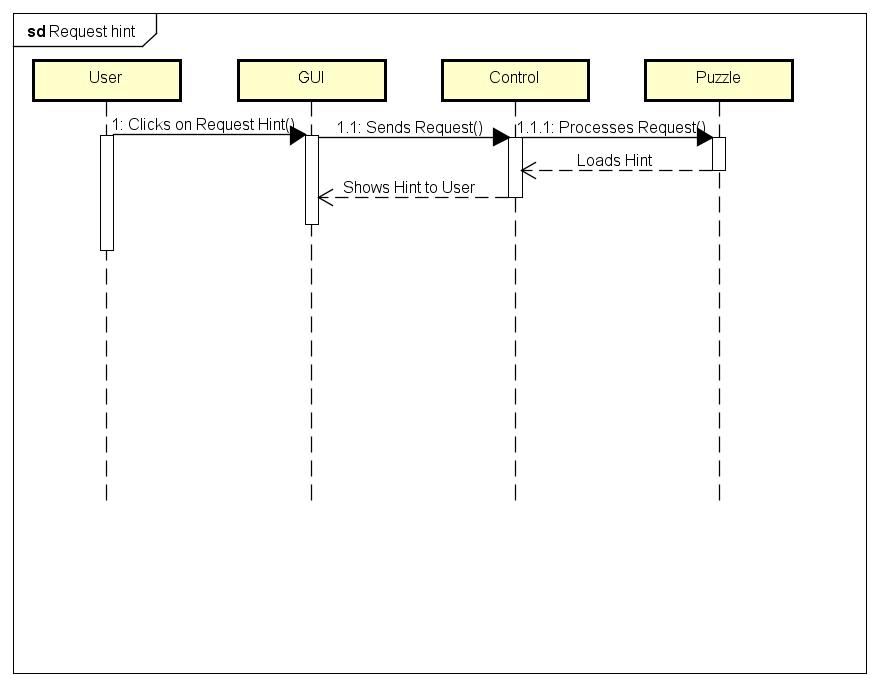 sd Request hint
User
GUI
Control
Puzzle
1: Clicks on Request Hint()
1.1: Sends Request()
1.1.1: Processes Request()
Loads Hint
Shows Hint to User